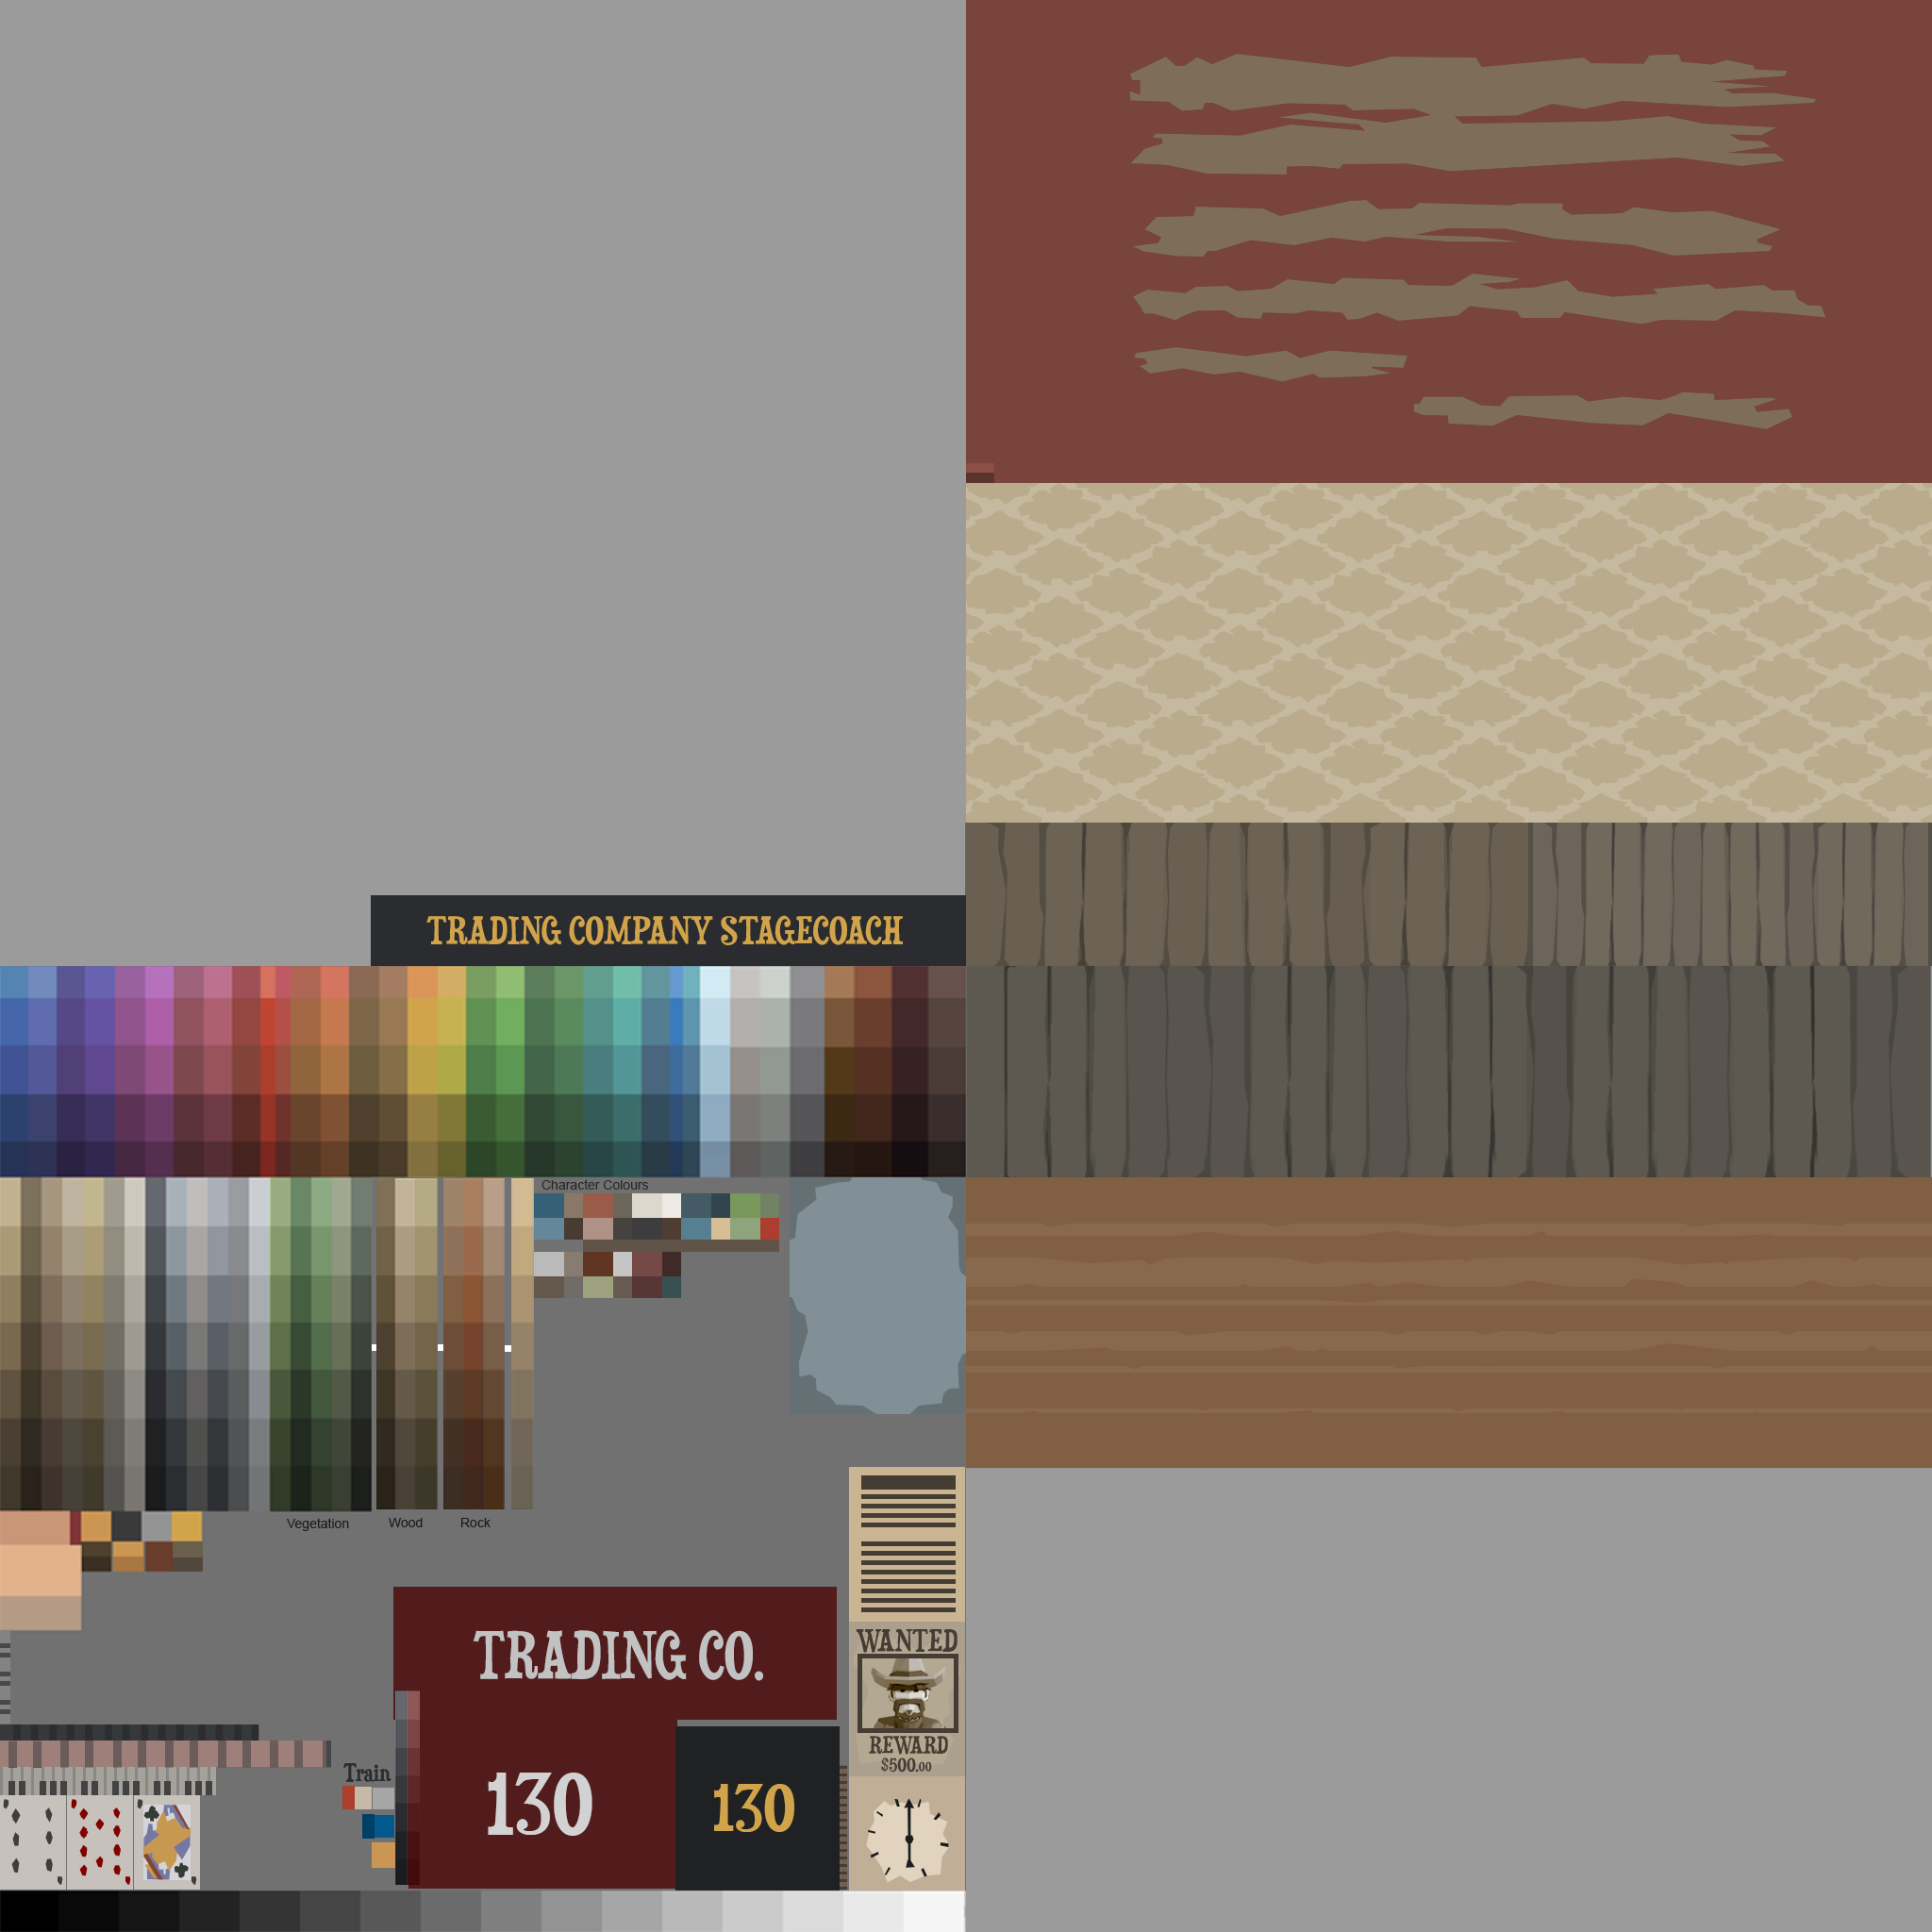 TRADING COMPANY STAGECOACH
Character Colours
Vegetation
Wood
Rock
TRADING CO.
WANTED
REWARD
$500.00
Train
130
130